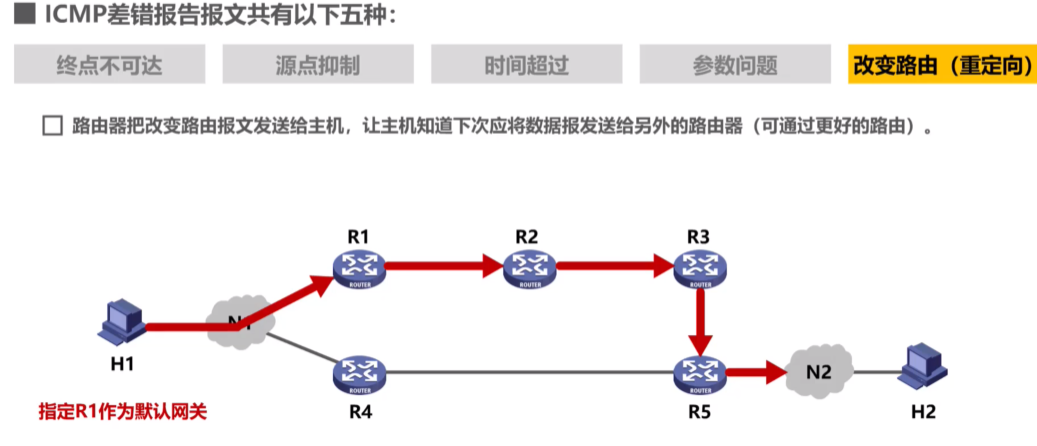 ICMP差错报告报文共有以下五种：
终点不可达 源点抑制 时间超过 参数问题 改变路由（重定向）
路由器把改变路由报文发送给主机，让主机知道下次应将数据报发送给另外的路由器（可通过更好的路由）。
R1 R2 R3
ROUTER ROUTER ROUTER
N1
H1
N2
ROUTER ROUTER
指定R1作为默认网关
R4 R5 H2